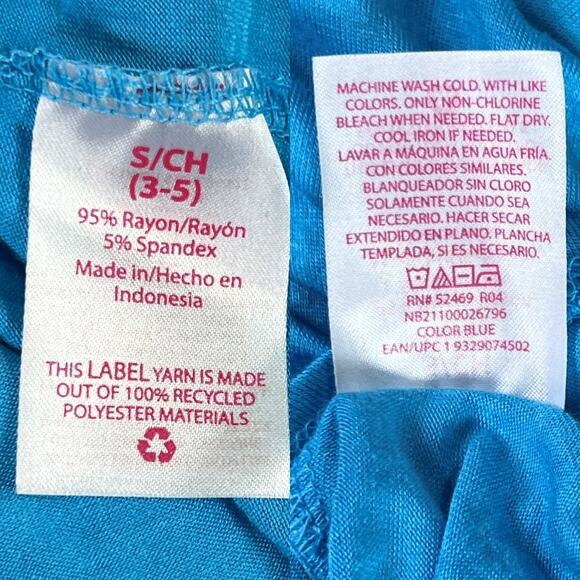 S/CH
(3-5)
95% Rayon/Rayón
5% Spandex
Made in/Hecho en
Indonesia
THIS LABEL YARN IS MADE
OUT OF 100% RECYCLED
POLYESTER MATERIALS
MACHINE WASH COLD. WITH LIKE
COLORS. ONLY NON-CHLORINE
BLEACH WHEN NEEDED. FLAT DRY.
COOL IRON IF NEEDED.
LAVAR A MÁQUINA EN AGUA FRÍA.
CON COLORES SIMILARES.
BLANQUEADOR SIN CLORO
SOLAMENTE CUANDO SEA
NECESARIO. HACER SECAR
EXTENDIDO EN PLANO. PLANCHA
TEMPLADA, SI ES NECESARIO.
RN# 52469 R04
NB21100026796
COLOR BLUE
EAN/UPC 1 9329074502